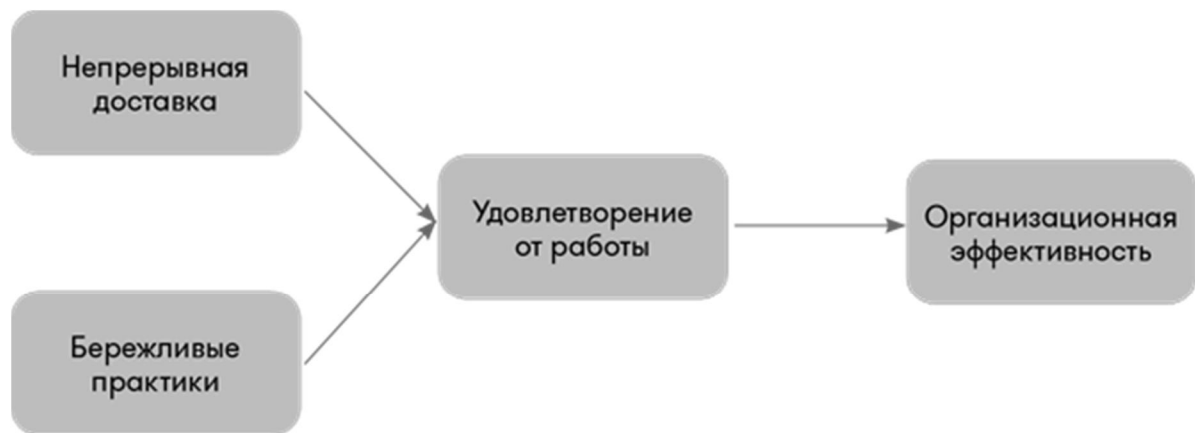 Непрерывная
доставка
Удовлетворение
от работы
Организационная
эффективность
Бережливые
практики